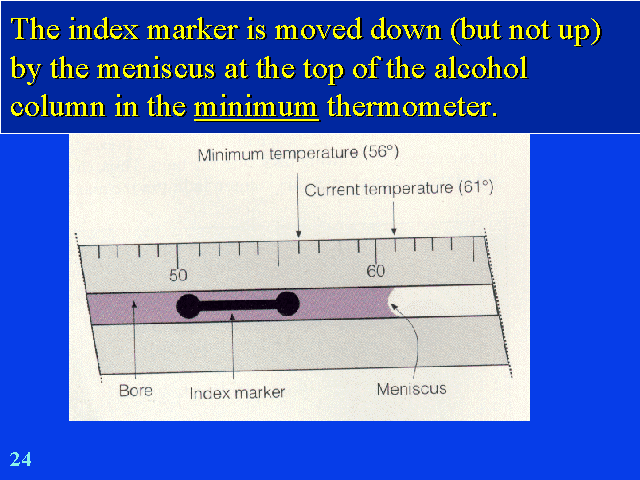 The index marker is moved down (but not up)
by the meniscus at the top of the alcohol
column in the minimum thermometer.
Minimum temperature (56°)
Current temperature (61°)
50
60
Bore
Index marker
Meniscus
24